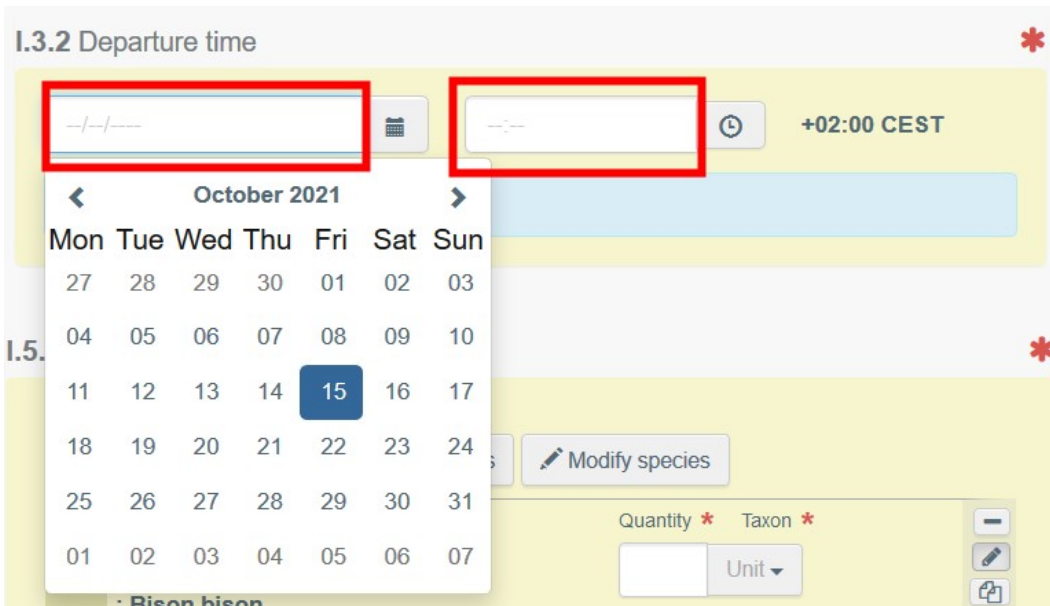 I.3.2 Departure time *
--/--/---- --:-- +02:00 CEST
October 2021
Mon Tue Wed Thu Fri Sat Sun
27 28 29 30 01 02 03
04 05 06 07 08 09 10
I.5. *
11 12 13 14 15 16 17
18 19 20 21 22 23 24
s Modify species
25 26 27 28 29 30 31
Quantity * Taxon *
01 02 03 04 05 06 07
Unit
: Bison bison